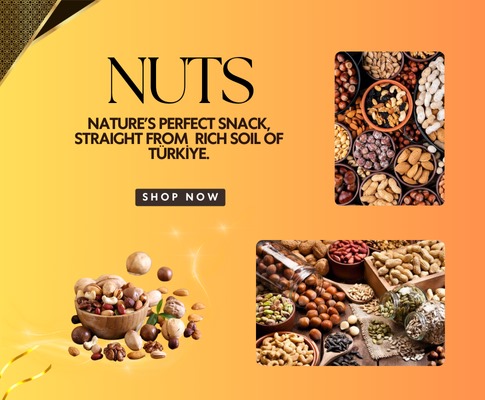 NUTS
NATURE'S PERFECT SNACK,
STRAIGHT FROM RICH SOIL OF
TÜRKİYE.
SHOP NOW